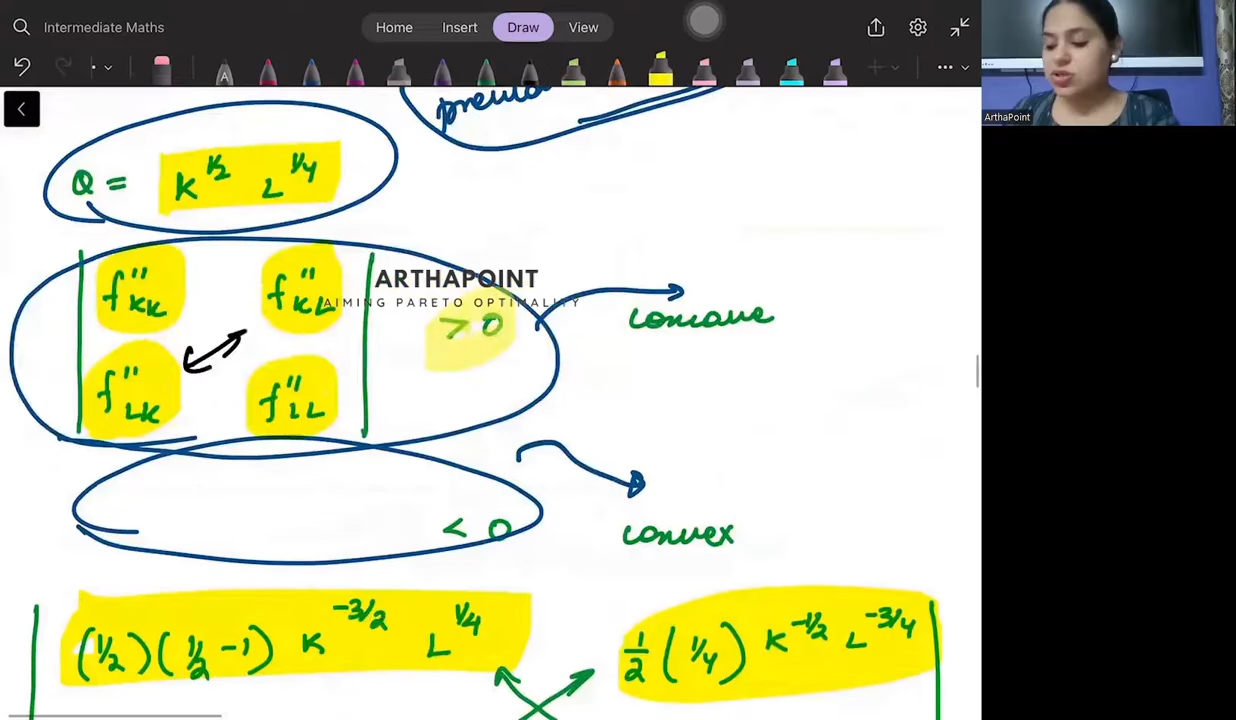 Intermediate Maths
Home Insert Draw View
ArthaPoint
Q = K^1/2 L^1/4
ARTHAPOINT
AIMING PARETO OPTIMALITY
f''KK f''KL > 0
concave
f''LK f''LL
< 0
convex
(1/2)(1/2 -1) K^-3/2 L^1/4 1/2 (1/4) K^-1/2 L^-3/4